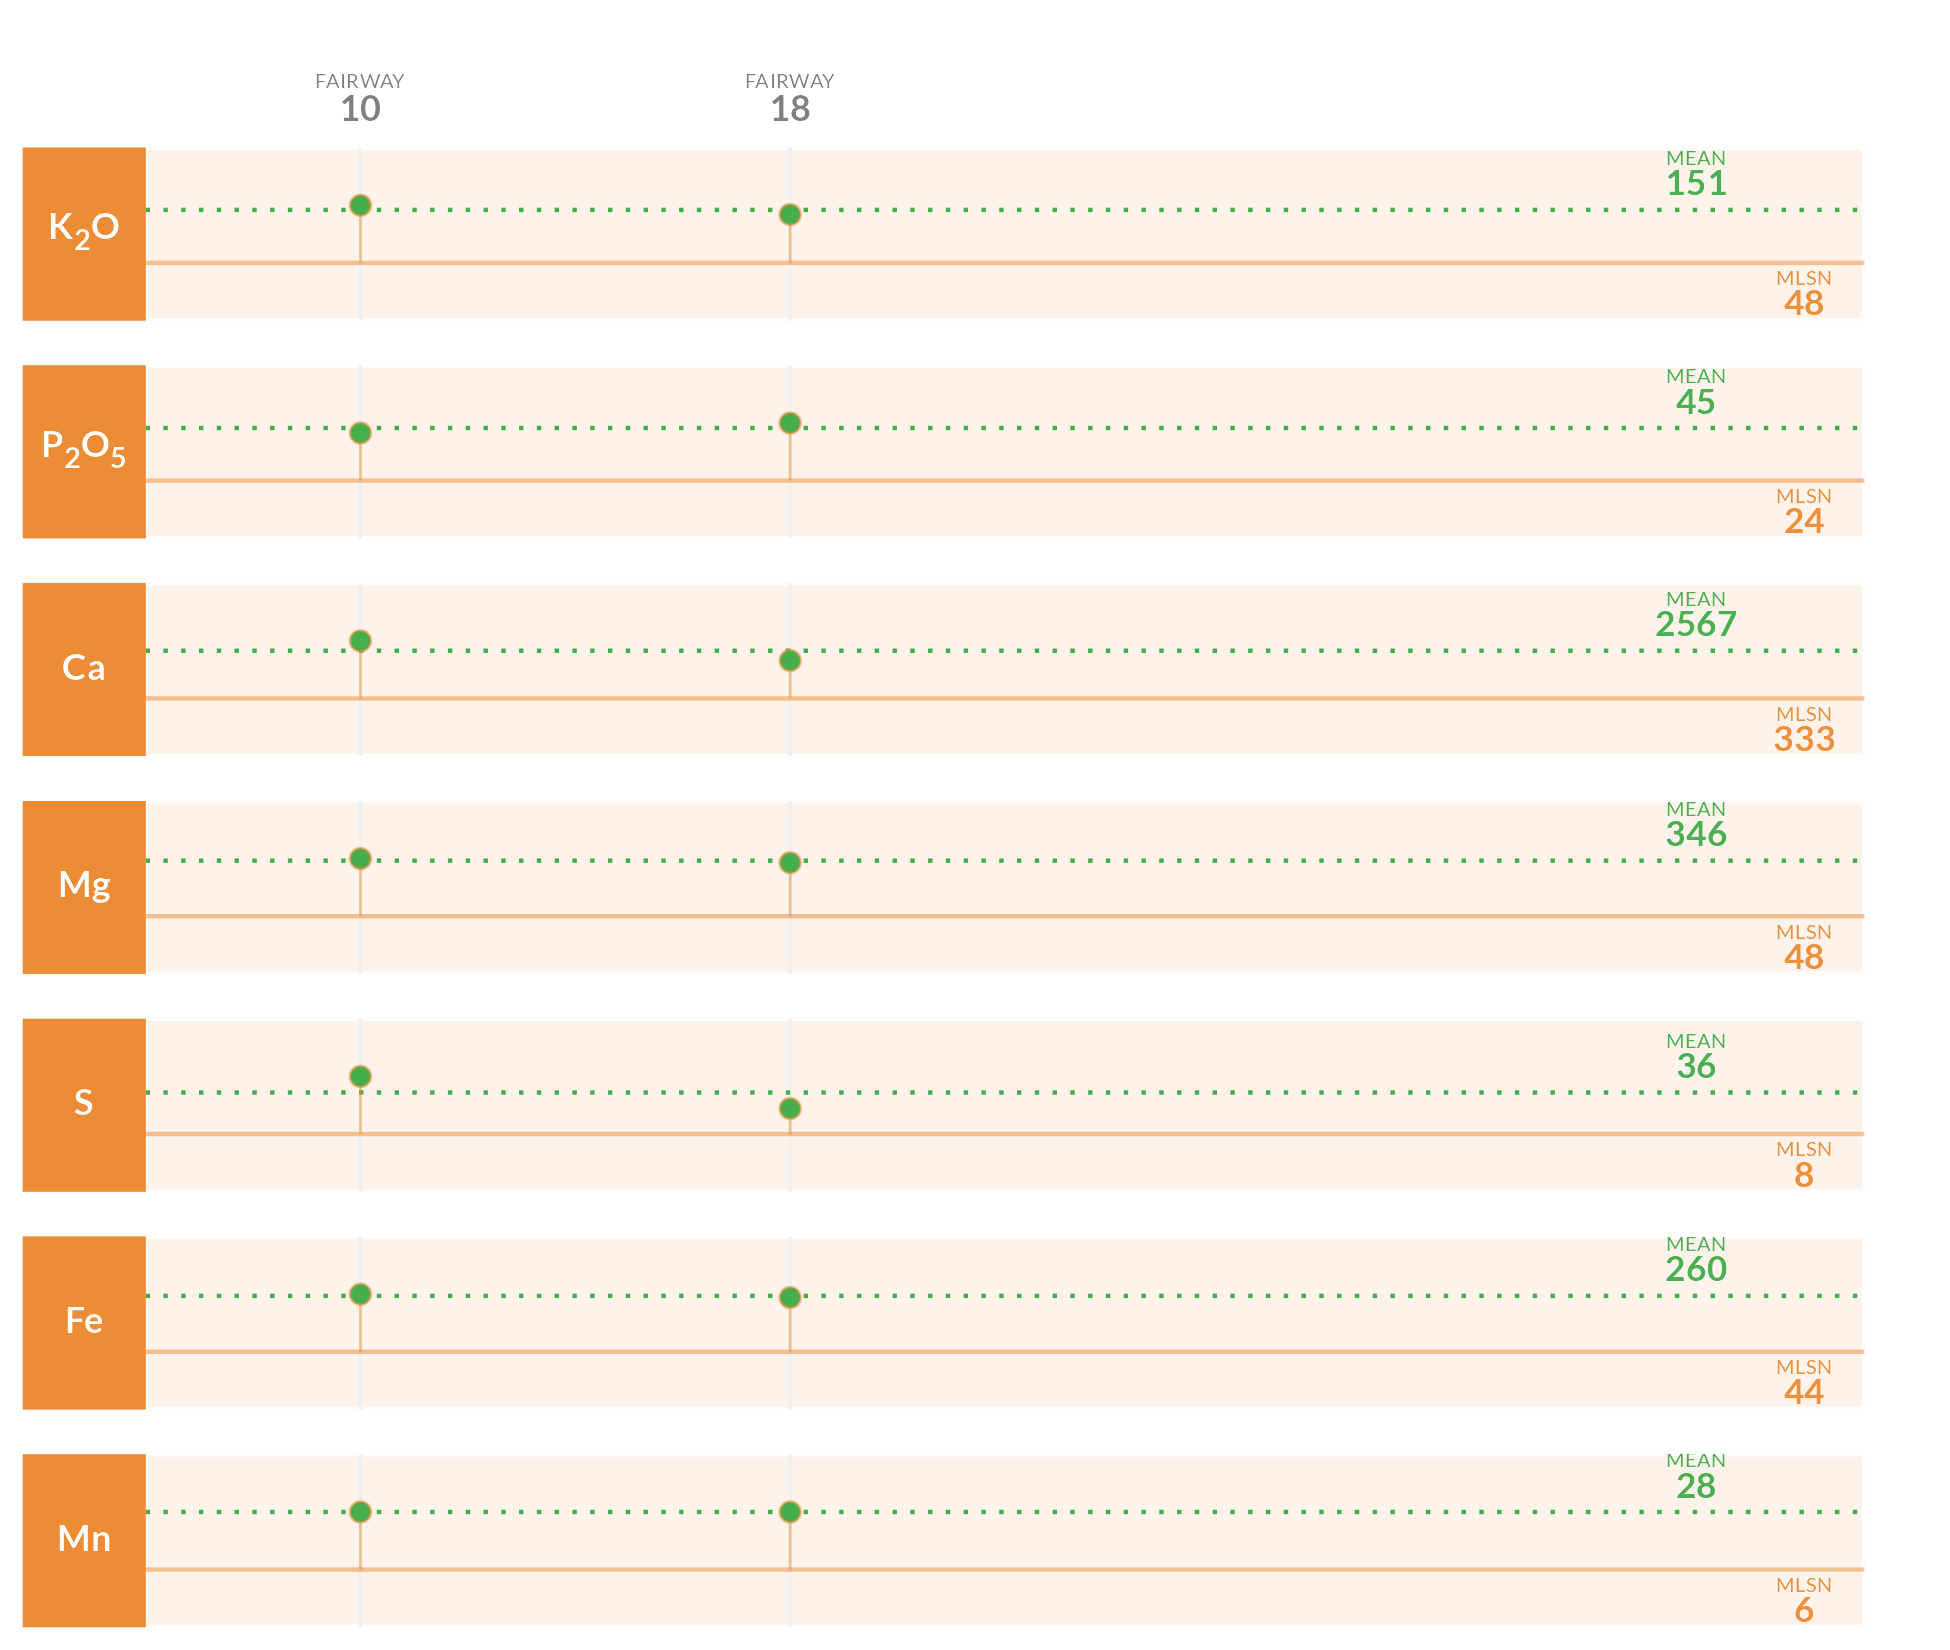 FAIRWAY
10
FAIRWAY
18
K₂O
MEAN
151
MLSN
48
P₂O₅
MEAN
45
MLSN
24
Ca
MEAN
2567
MLSN
333
Mg
MEAN
346
MLSN
48
S
MEAN
36
MLSN
8
Fe
MEAN
260
MLSN
44
Mn
MEAN
28
MLSN
6